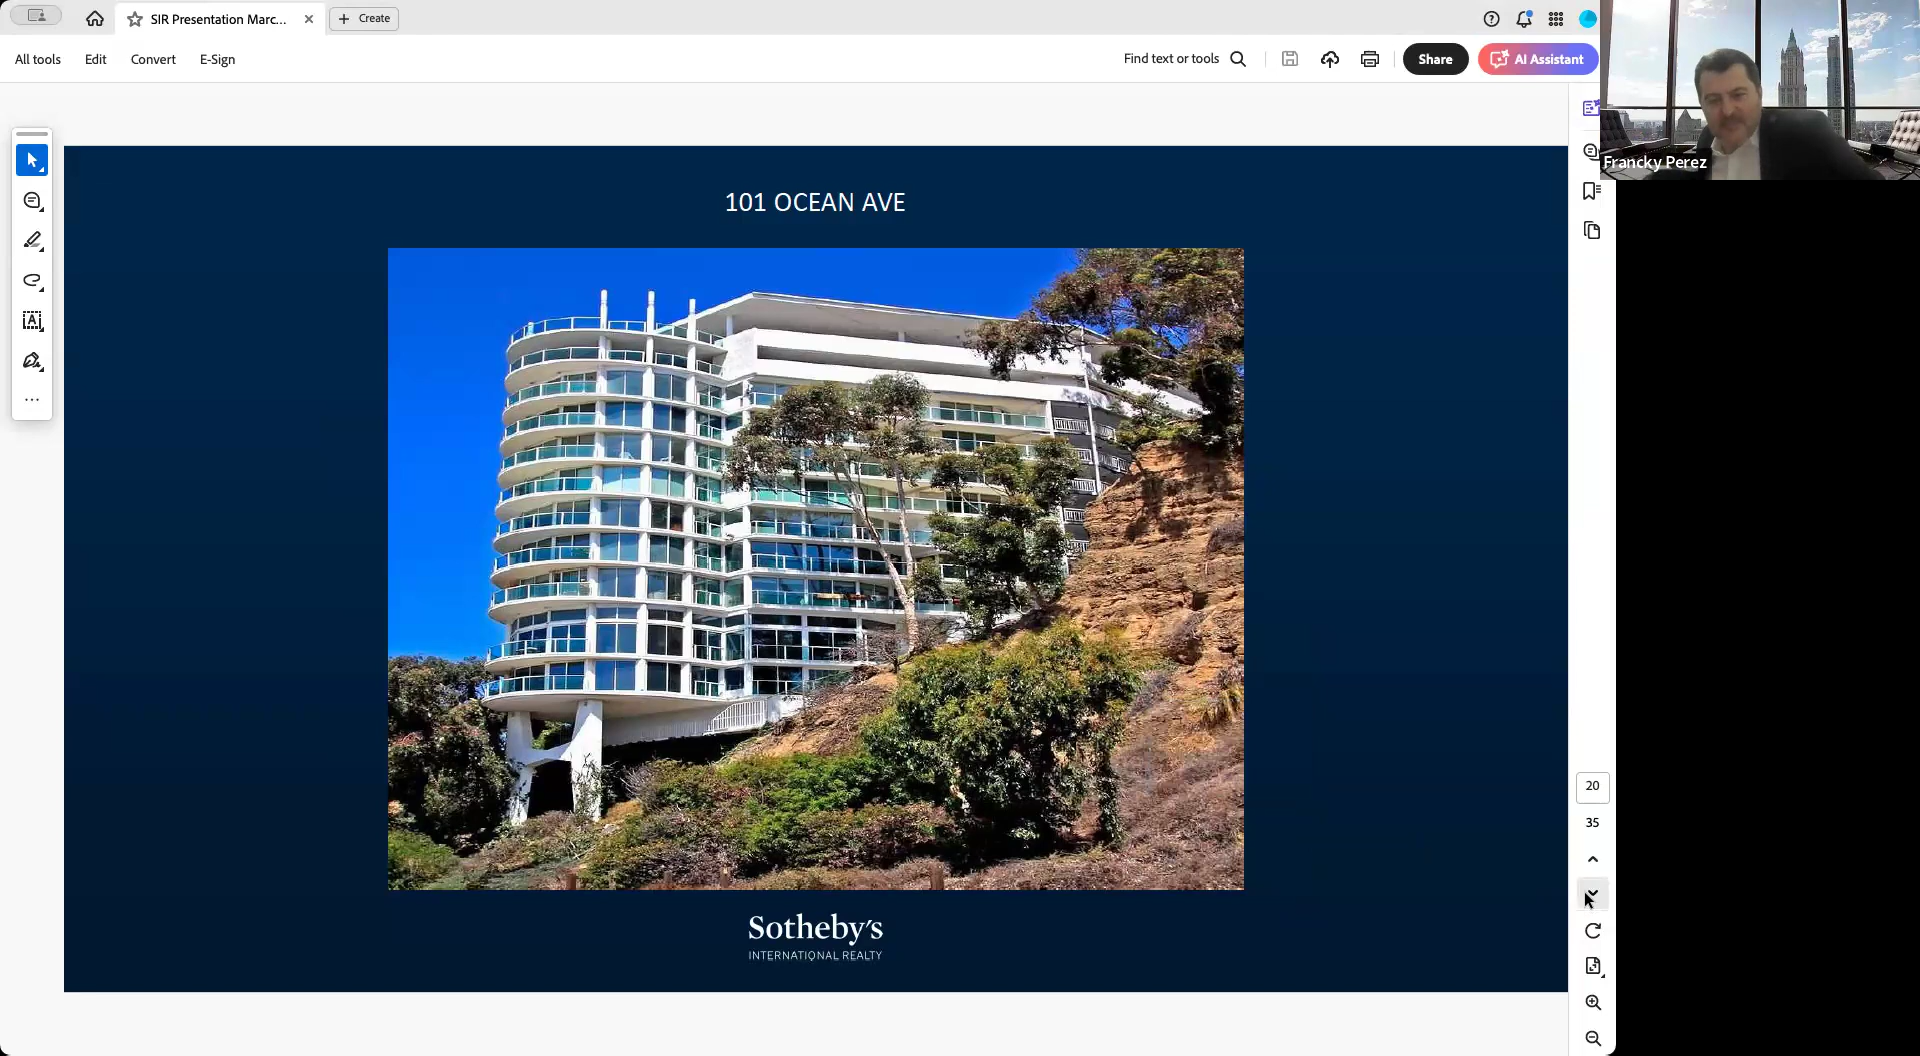 SIR Presentation Marc...
Create
All tools
Edit
Convert
E-Sign
Find text or tools
Share
AI Assistant
Francky Perez
101 OCEAN AVE
Sotheby's
INTERNATIONAL REALTY
20
35